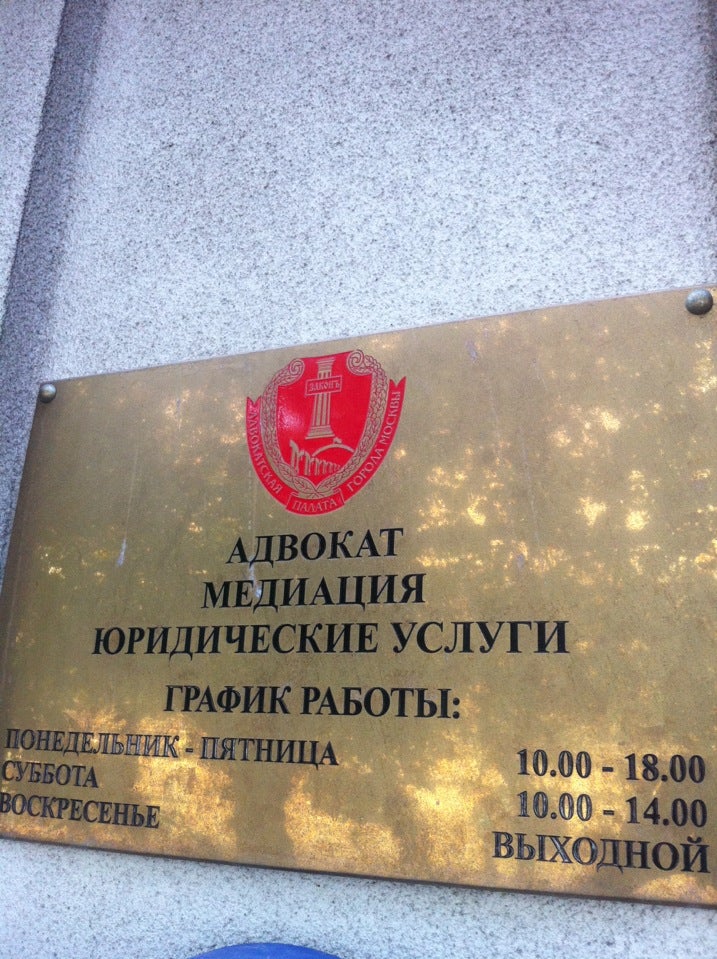 ЗАКОНЪ
АДВОКАТСКАЯ ПАЛАТА ГОРОДА МОСКВЫ
АДВОКАТ
МЕДИАЦИЯ
ЮРИДИЧЕСКИЕ УСЛУГИ
ГРАФИК РАБОТЫ:
ПОНЕДЕЛЬНИК - ПЯТНИЦА 10.00 - 18.00
СУББОТА 10.00 - 14.00
ВОСКРЕСЕНЬЕ ВЫХОДНОЙ